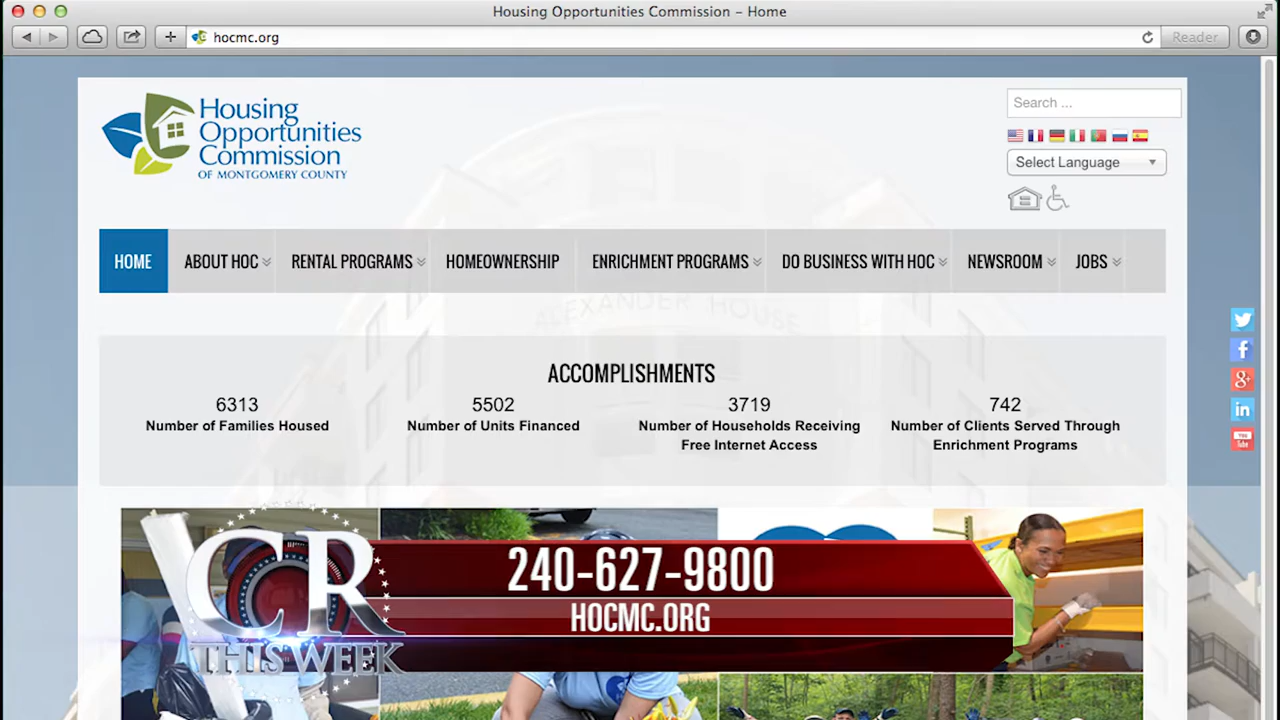 Housing Opportunities Commission – Home
hocmc.org
Reader
Housing
Opportunities
Commission
OF MONTGOMERY COUNTY
Search ...
Select Language
HOME
ABOUT HOC
RENTAL PROGRAMS
HOMEOWNERSHIP
ENRICHMENT PROGRAMS
DO BUSINESS WITH HOC
NEWSROOM
JOBS
ALEXANDER HOUSE
ACCOMPLISHMENTS
6313
Number of Families Housed
5502
Number of Units Financed
3719
Number of Households Receiving
Free Internet Access
742
Number of Clients Served Through
Enrichment Programs
CR
THIS WEEK
240-627-9800
HOCMC.ORG